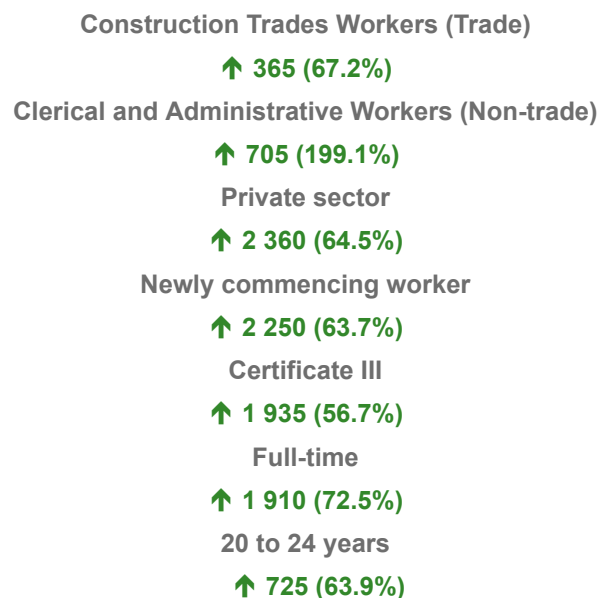 Construction Trades Workers (Trade)
↑ 365 (67.2%)
Clerical and Administrative Workers (Non-trade)
↑ 705 (199.1%)
Private sector
↑ 2 360 (64.5%)
Newly commencing worker
↑ 2 250 (63.7%)
Certificate III
↑ 1 935 (56.7%)
Full-time
↑ 1 910 (72.5%)
20 to 24 years
↑ 725 (63.9%)